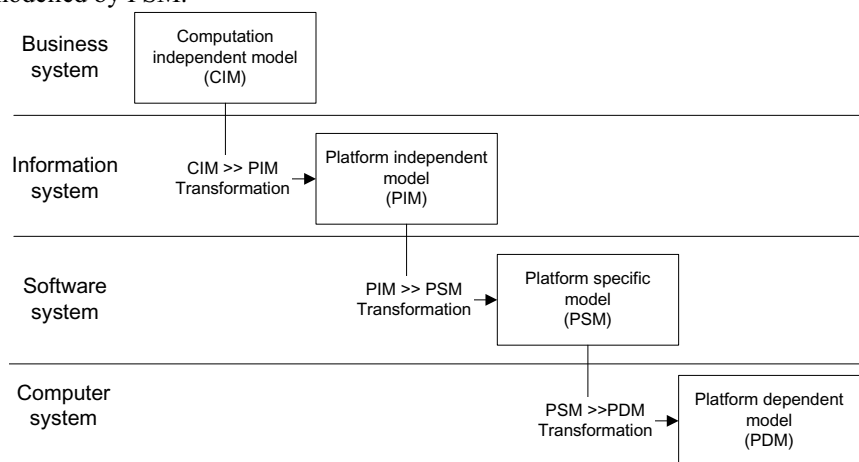 modelled by PSM.
Business
system
Computation
independent model
(CIM)
Information
system
CIM >> PIM
Transformation
Platform independent
model
(PIM)
Software
system
PIM >> PSM
Transformation
Platform specific
model
(PSM)
Computer
system
PSM >>PDM
Transformation
Platform dependent
model
(PDM)